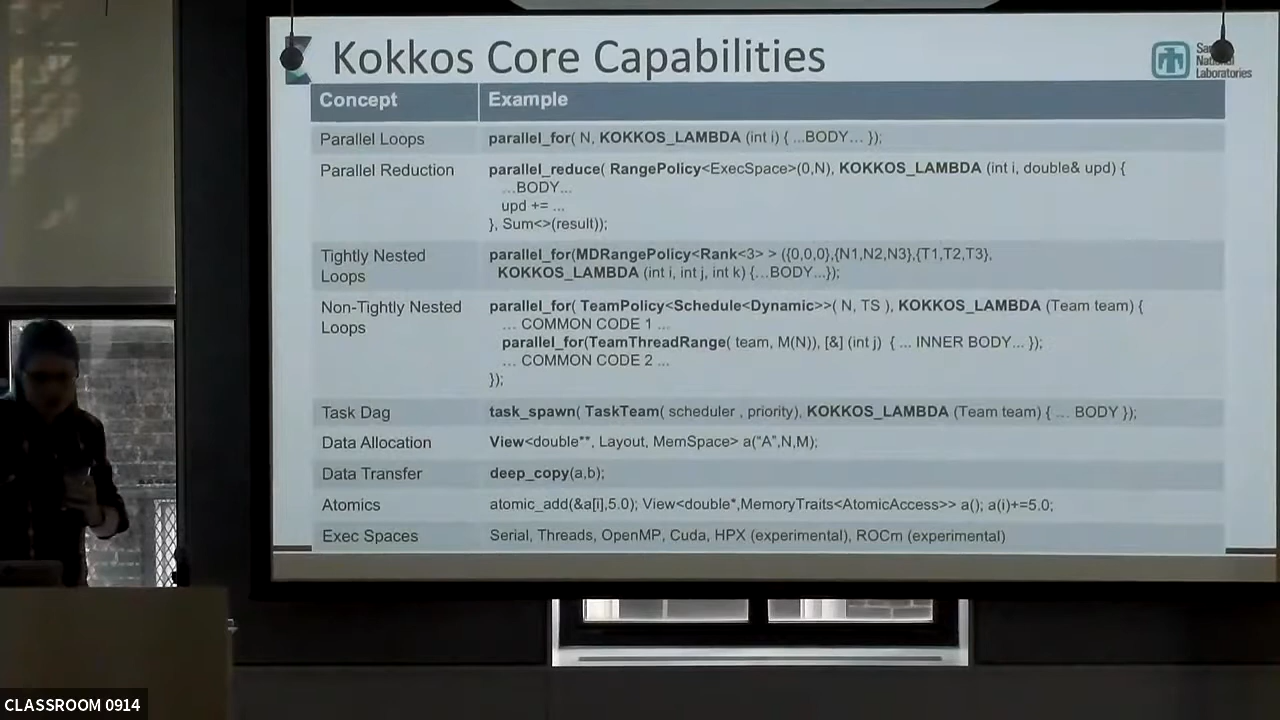 Kokkos Core Capabilities
Laboratories
Concept Example
Parallel Loops parallel_for( N, KOKKOS_LAMBDA (int i) { ...BODY... });
Parallel Reduction parallel_reduce( RangePolicy<ExecSpace>(0,N), KOKKOS_LAMBDA (int i, double& upd) {
...BODY...
upd += ...
}, Sum<>(result));
Tightly Nested parallel_for(MDRangePolicy<Rank<3> > ({0,0,0},{N1,N2,N3},{T1,T2,T3},
Loops KOKKOS_LAMBDA (int i, int j, int k) {...BODY...});
Non-Tightly Nested parallel_for( TeamPolicy<Schedule<Dynamic>>( N, TS ), KOKKOS_LAMBDA (Team team) {
Loops ... COMMON CODE 1 ...
parallel_for(TeamThreadRange( team, M(N)), [&] (int j) { ... INNER BODY... });
... COMMON CODE 2 ...
});
Task Dag task_spawn( TaskTeam( scheduler , priority), KOKKOS_LAMBDA (Team team) { ... BODY });
Data Allocation View<double**, Layout, MemSpace> a("A",N,M);
Data Transfer deep_copy(a,b);
Atomics atomic_add(&a[i],5.0); View<double*,MemoryTraits<AtomicAccess>> a(); a(i)+=5.0;
Exec Spaces Serial, Threads, OpenMP, Cuda, HPX (experimental), ROCm (experimental)
CLASSROOM 0914